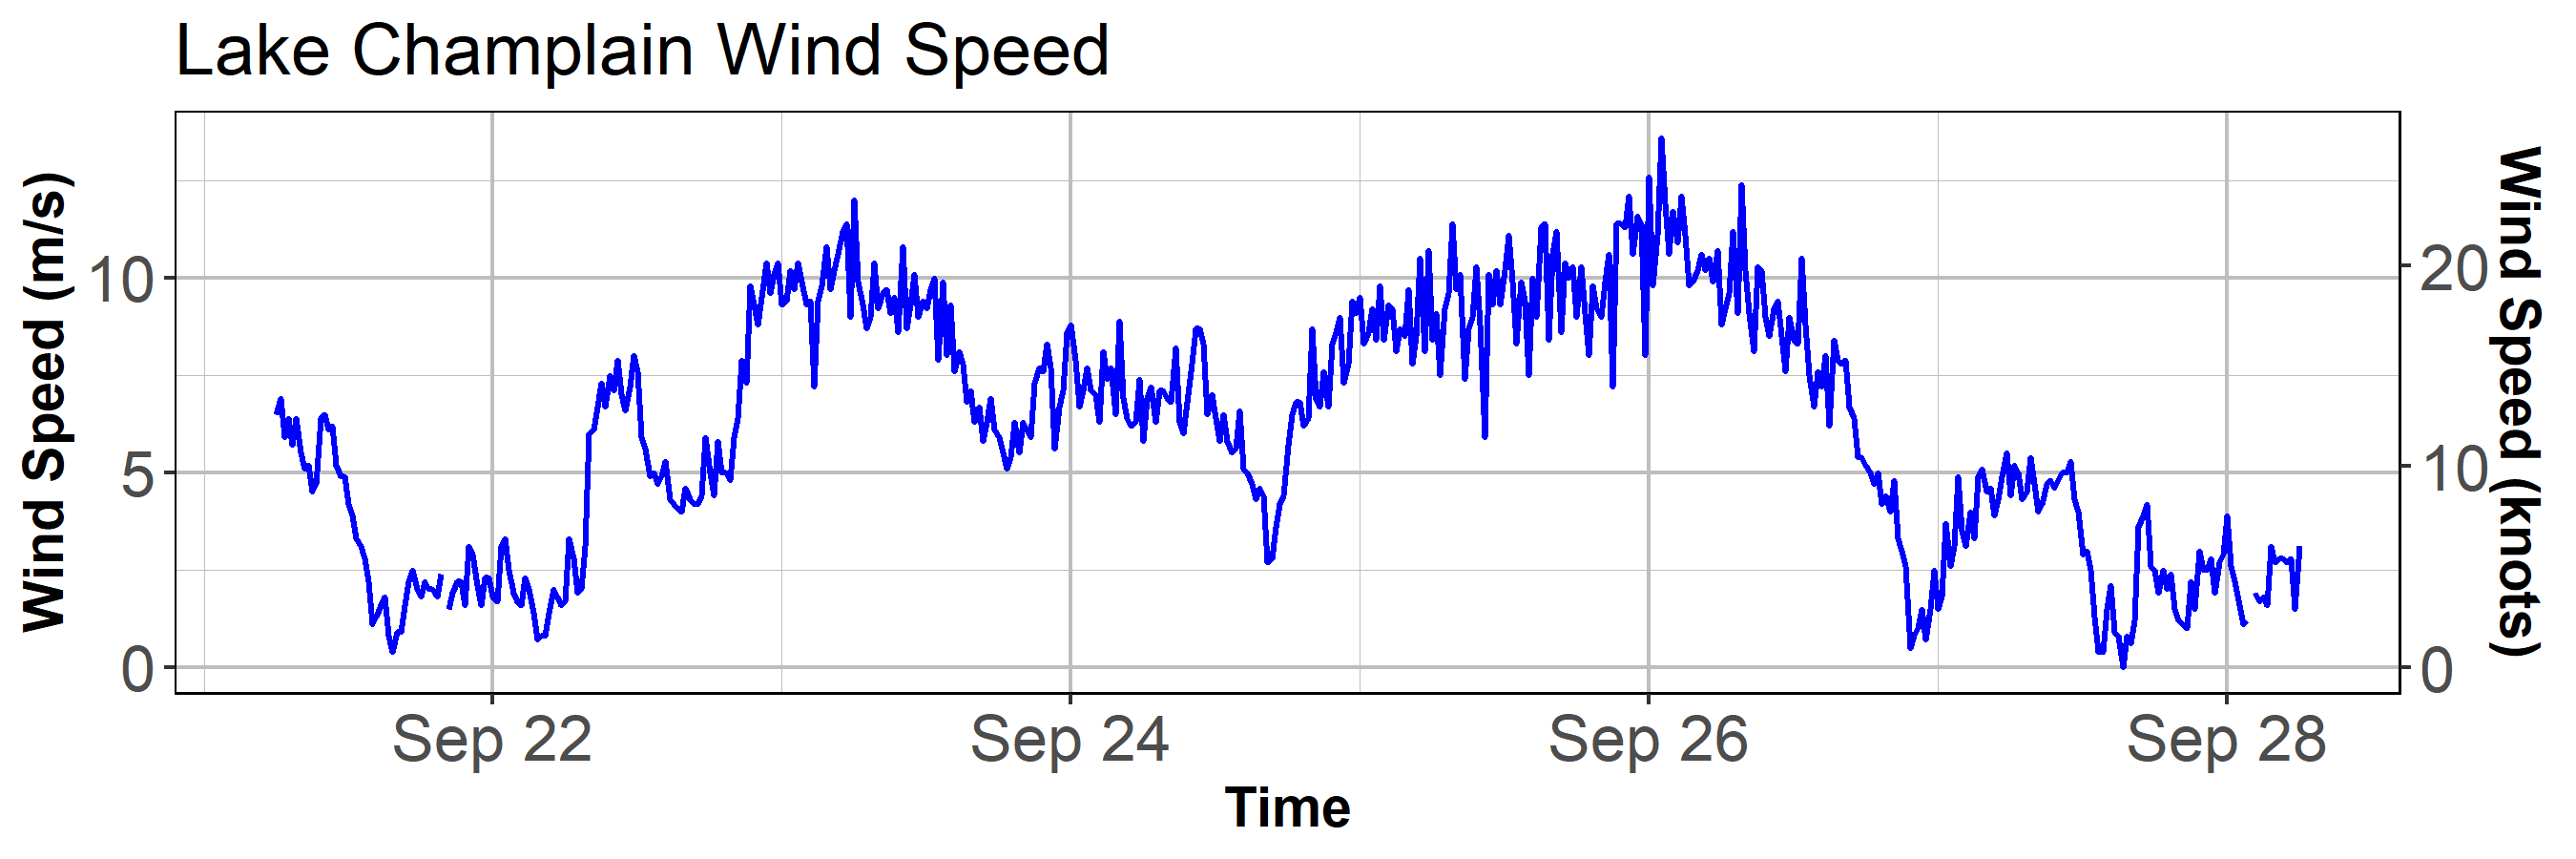 Lake Champlain Wind Speed
Wind Speed (m/s)
10
5
0
20
10
0
Wind Speed (knots)
Sep 22
Sep 24
Sep 26
Sep 28
Time